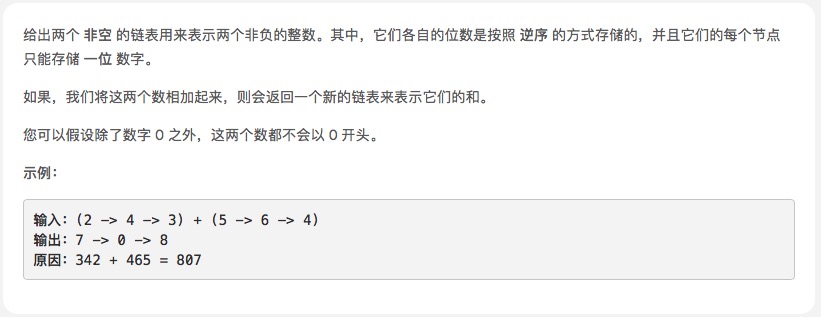 给出两个 非空 的链表用来表示两个非负的整数。其中，它们各自的位数是按照 逆序 的方式存储的，并且它们的每个节点
只能存储 一位 数字。
如果，我们将这两个数相加起来，则会返回一个新的链表来表示它们的和。
您可以假设除了数字 0 之外，这两个数都不会以 0 开头。
示例：
输入：(2 -> 4 -> 3) + (5 -> 6 -> 4)
输出：7 -> 0 -> 8
原因：342 + 465 = 807